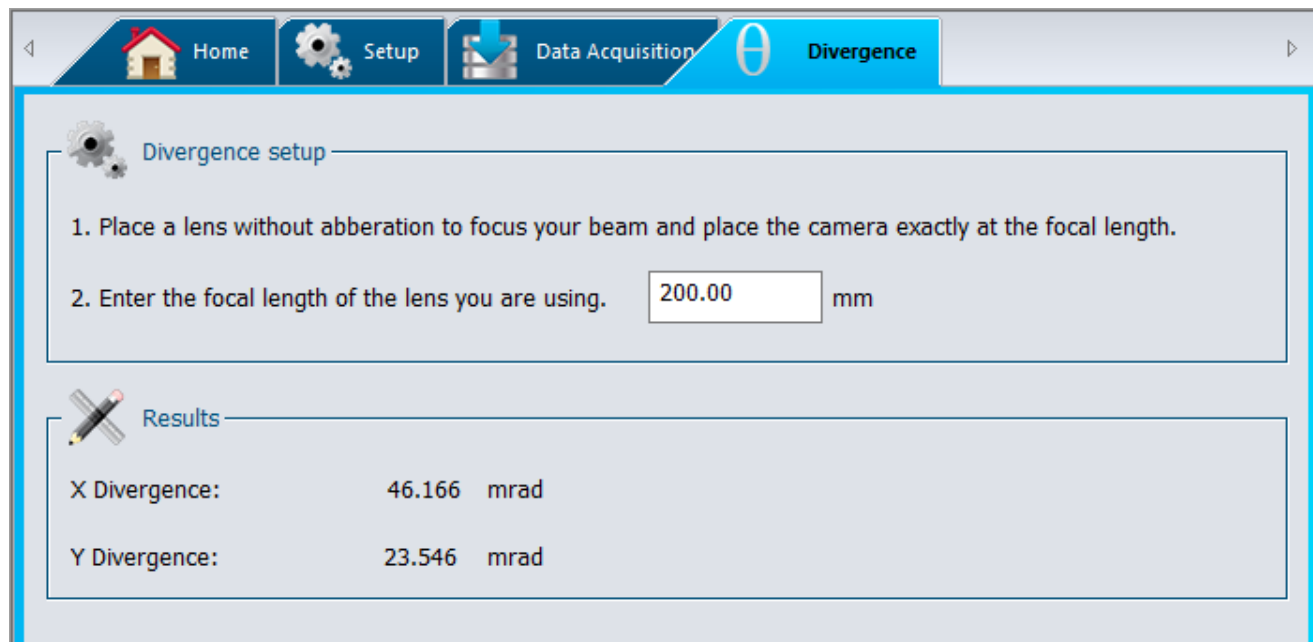 Home Setup Data Acquisition θ Divergence
Divergence setup
1. Place a lens without abberation to focus your beam and place the camera exactly at the focal length.
2. Enter the focal length of the lens you are using. 200.00 mm
Results
X Divergence: 46.166 mrad
Y Divergence: 23.546 mrad